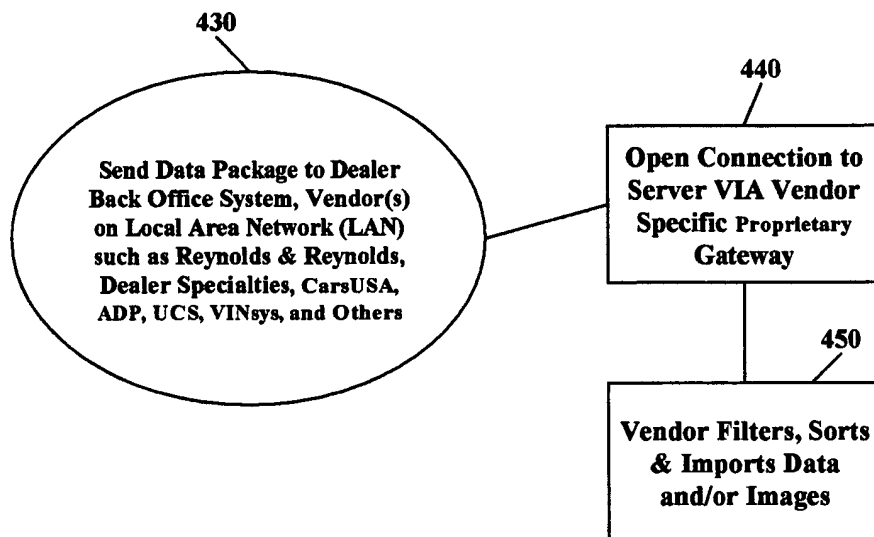 430
Send Data Package to Dealer
Back Office System, Vendor(s)
on Local Area Network (LAN)
such as Reynolds & Reynolds,
Dealer Specialties, CarsUSA,
ADP, UCS, VINsys, and Others
440
Open Connection to
Server VIA Vendor
Specific Proprietary
Gateway
450
Vendor Filters, Sorts
& Imports Data
and/or Images